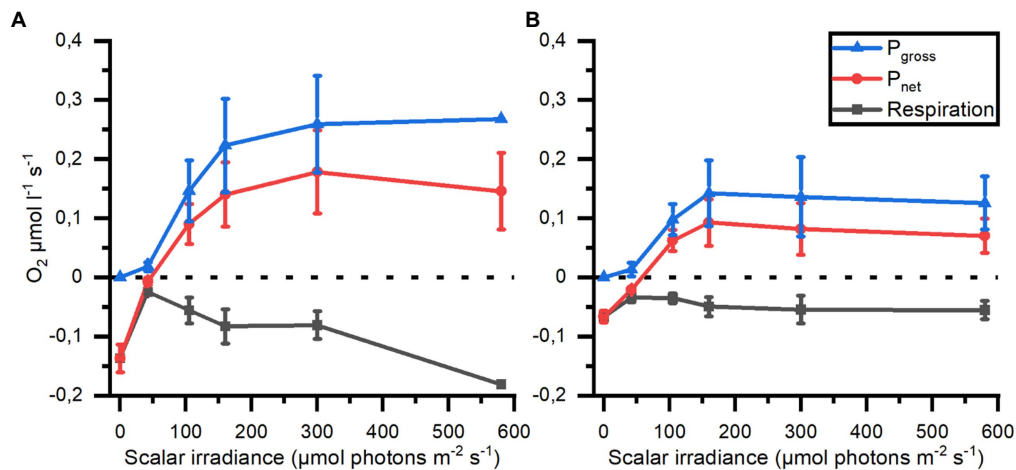 A
B
0,4
0,3
0,2
0,1
0
-0,1
-0,2
O₂ µmol l⁻¹ s⁻¹
0 100 200 300 400 500 600
Scalar irradiance (µmol photons m⁻² s⁻¹)
0,4
0,3
0,2
0,1
0
-0,1
-0,2
P_gross
P_net
Respiration
0 100 200 300 400 500 600
Scalar irradiance (µmol photons m⁻² s⁻¹)